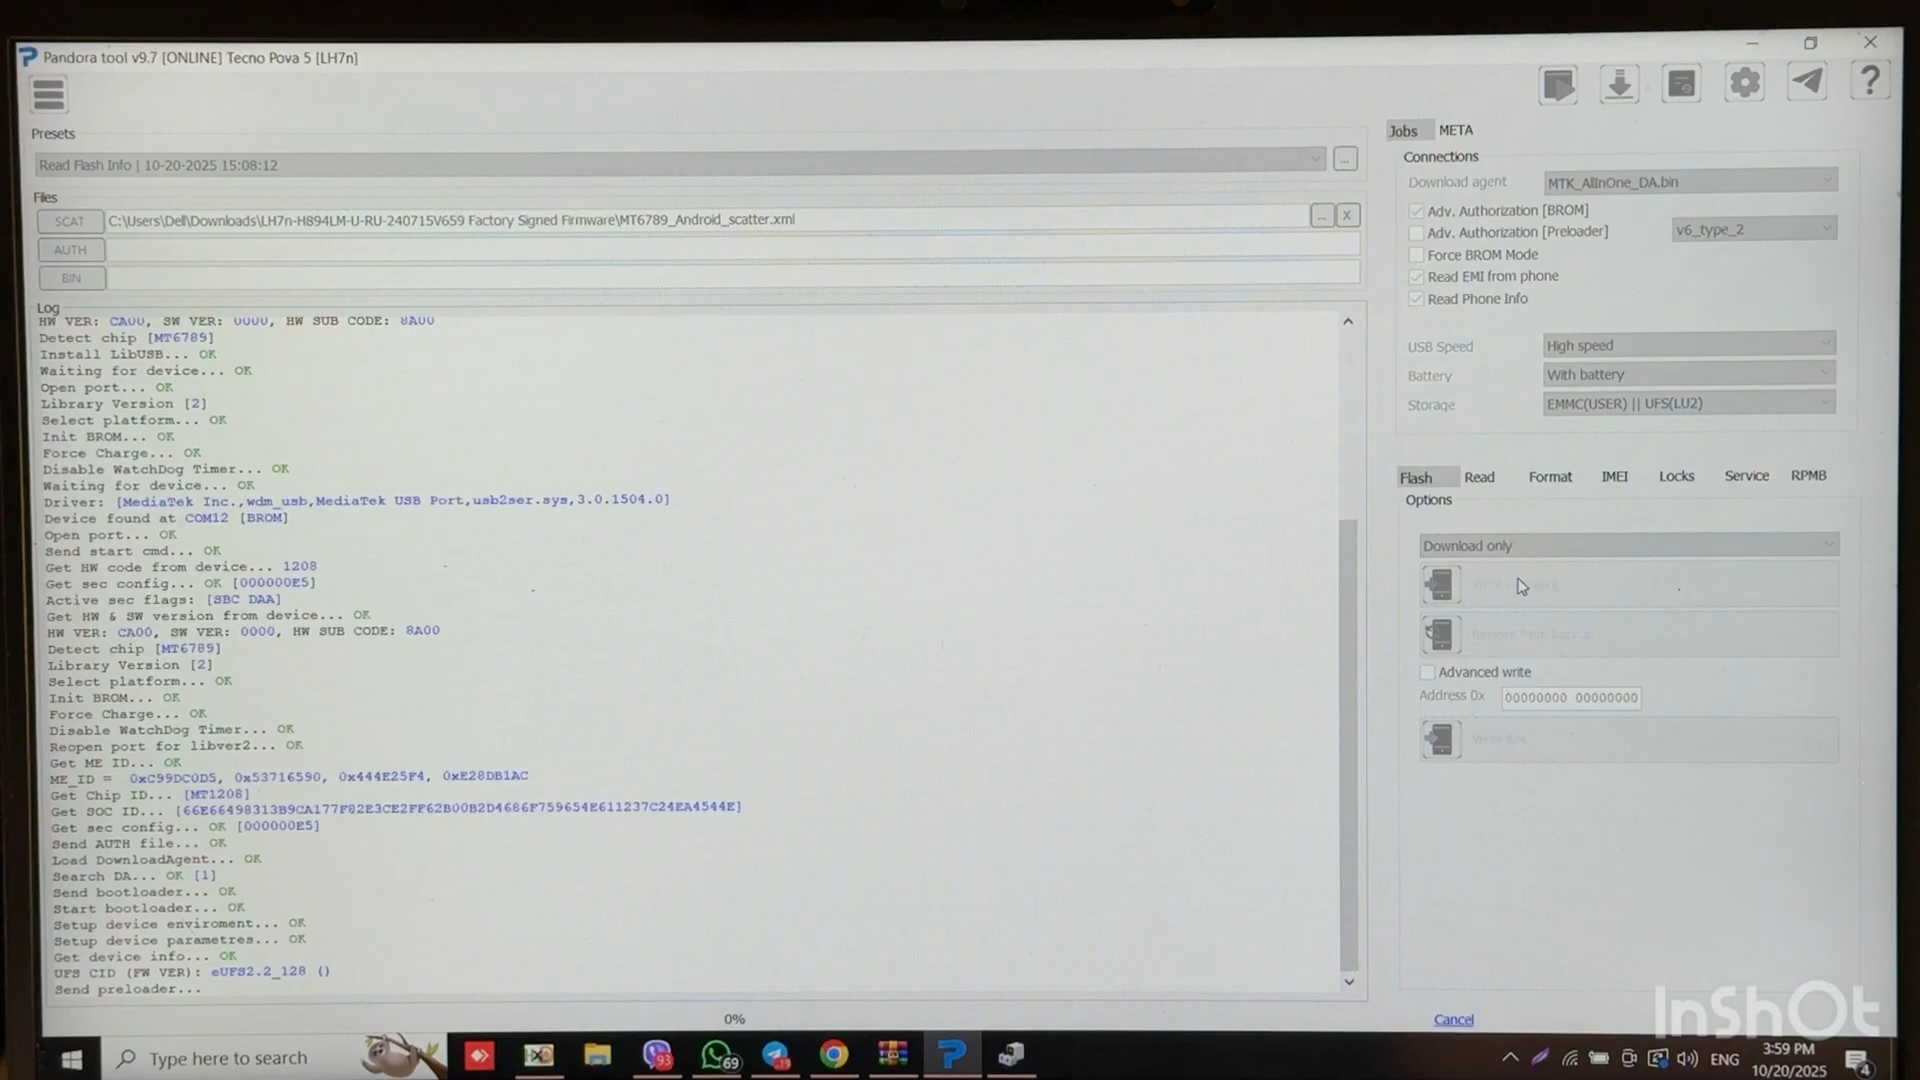 Pandora tool v9.7 [ONLINE] Tecno Pova 5 [LH7n]
Presets
Read Flash Info | 10-20-2025 15:08:12
...
Files
SCAT
C:\Users\Dell\Downloads\LH7n-H894LM-U-RU-240715V659 Factory Signed Firmware\MT6789_Android_scatter.xml
... X
AUTH
BIN
Log
HW VER: CA00, SW VER: 0000, HW SUB CODE: 8A00
Detect chip [MT6789]
Install LibUSB... OK
Waiting for device... OK
Open port... OK
Library Version [2]
Select platform... OK
Init BROM... OK
Force Charge... OK
Disable WatchDog Timer... OK
Waiting for device... OK
Driver: [MediaTek Inc.,wdm_usb,MediaTek USB Port,usb2ser.sys,3.0.1504.0]
Device found at COM12 [BROM]
Open port... OK
Send start cmd... OK
Get HW code from device... 1208
Get sec config... OK [000000E5]
Active sec flags: [SBC DAA]
Get HW & SW version from device... OK
HW VER: CA00, SW VER: 0000, HW SUB CODE: 8A00
Detect chip [MT6789]
Library Version [2]
Select platform... OK
Init BROM... OK
Force Charge... OK
Disable WatchDog Timer... OK
Reopen port for libver2... OK
Get ME ID... OK
ME_ID = 0xC99DC0D5, 0x53716590, 0x444E25F4, 0xE28DB1AC
Get Chip ID... [MT1208]
Get SOC ID... [66E66498313B9CA177F82E3CE2FF62B00B2D4686F759654E611237C24EA4544E]
Get sec config... OK [000000E5]
Send AUTH file... OK
Load DownloadAgent... OK
Search DA... OK [1]
Send bootloader... OK
Start bootloader... OK
Setup device enviroment... OK
Setup device parametres... OK
Get device info... OK
UFS CID (FW VER): eUFS2.2_128 ()
Send preloader...
0%
?
Jobs META
Connections
Download agent MTK_AllInOne_DA.bin
Adv. Authorization [BROM]
Adv. Authorization [Preloader] v6_type_2
Force BROM Mode
Read EMI from phone
Read Phone Info
USB Speed High speed
Battery With battery
Storage EMMC(USER) || UFS(LU2)
Flash Read Format IMEI Locks Service RPMB
Options
Download only
Write
Restore from backup
Advanced write
Address 0x 00000000 00000000
Write BIN
Cancel
InShOt
Type here to search
93
69
19
ENG
3:59 PM
10/20/2025
4